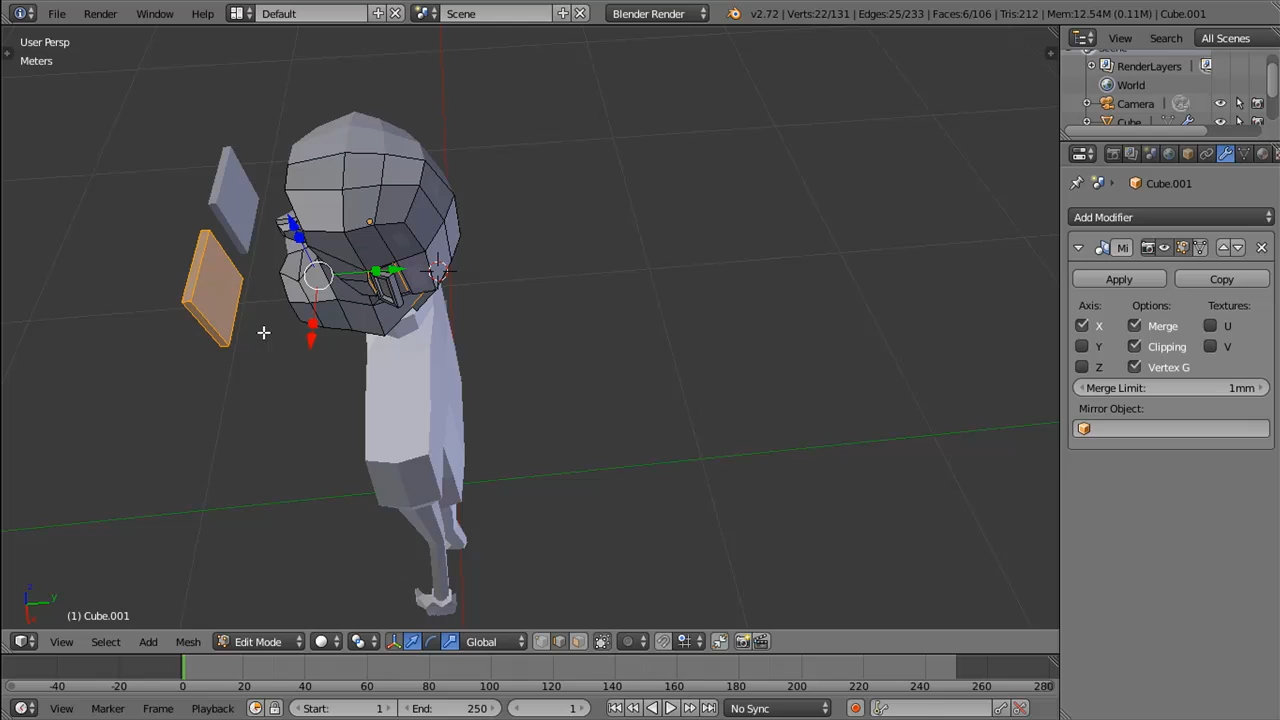 File Render Window Help Default Scene Blender Render v2.72 | Verts:22/131 | Edges:25/233 | Faces:6/106 | Tris:212 | Mem:12.54M (0.11M) | Cube.001
User Persp
Meters
View Search All Scenes
RenderLayers
World
Camera
Cube
Cube.001
Add Modifier
Mi
Apply Copy
Axis: Options: Textures:
X Merge U
Y Clipping V
Z Vertex G
Merge Limit: 1mm
Mirror Object:
z
y
x
(1) Cube.001
View Select Add Mesh Edit Mode Global
-40 -20 0 20 40 60 80 100 120 140 160 180 200 220 240 260 280
View Marker Frame Playback Start: 1 End: 250 1 No Sync